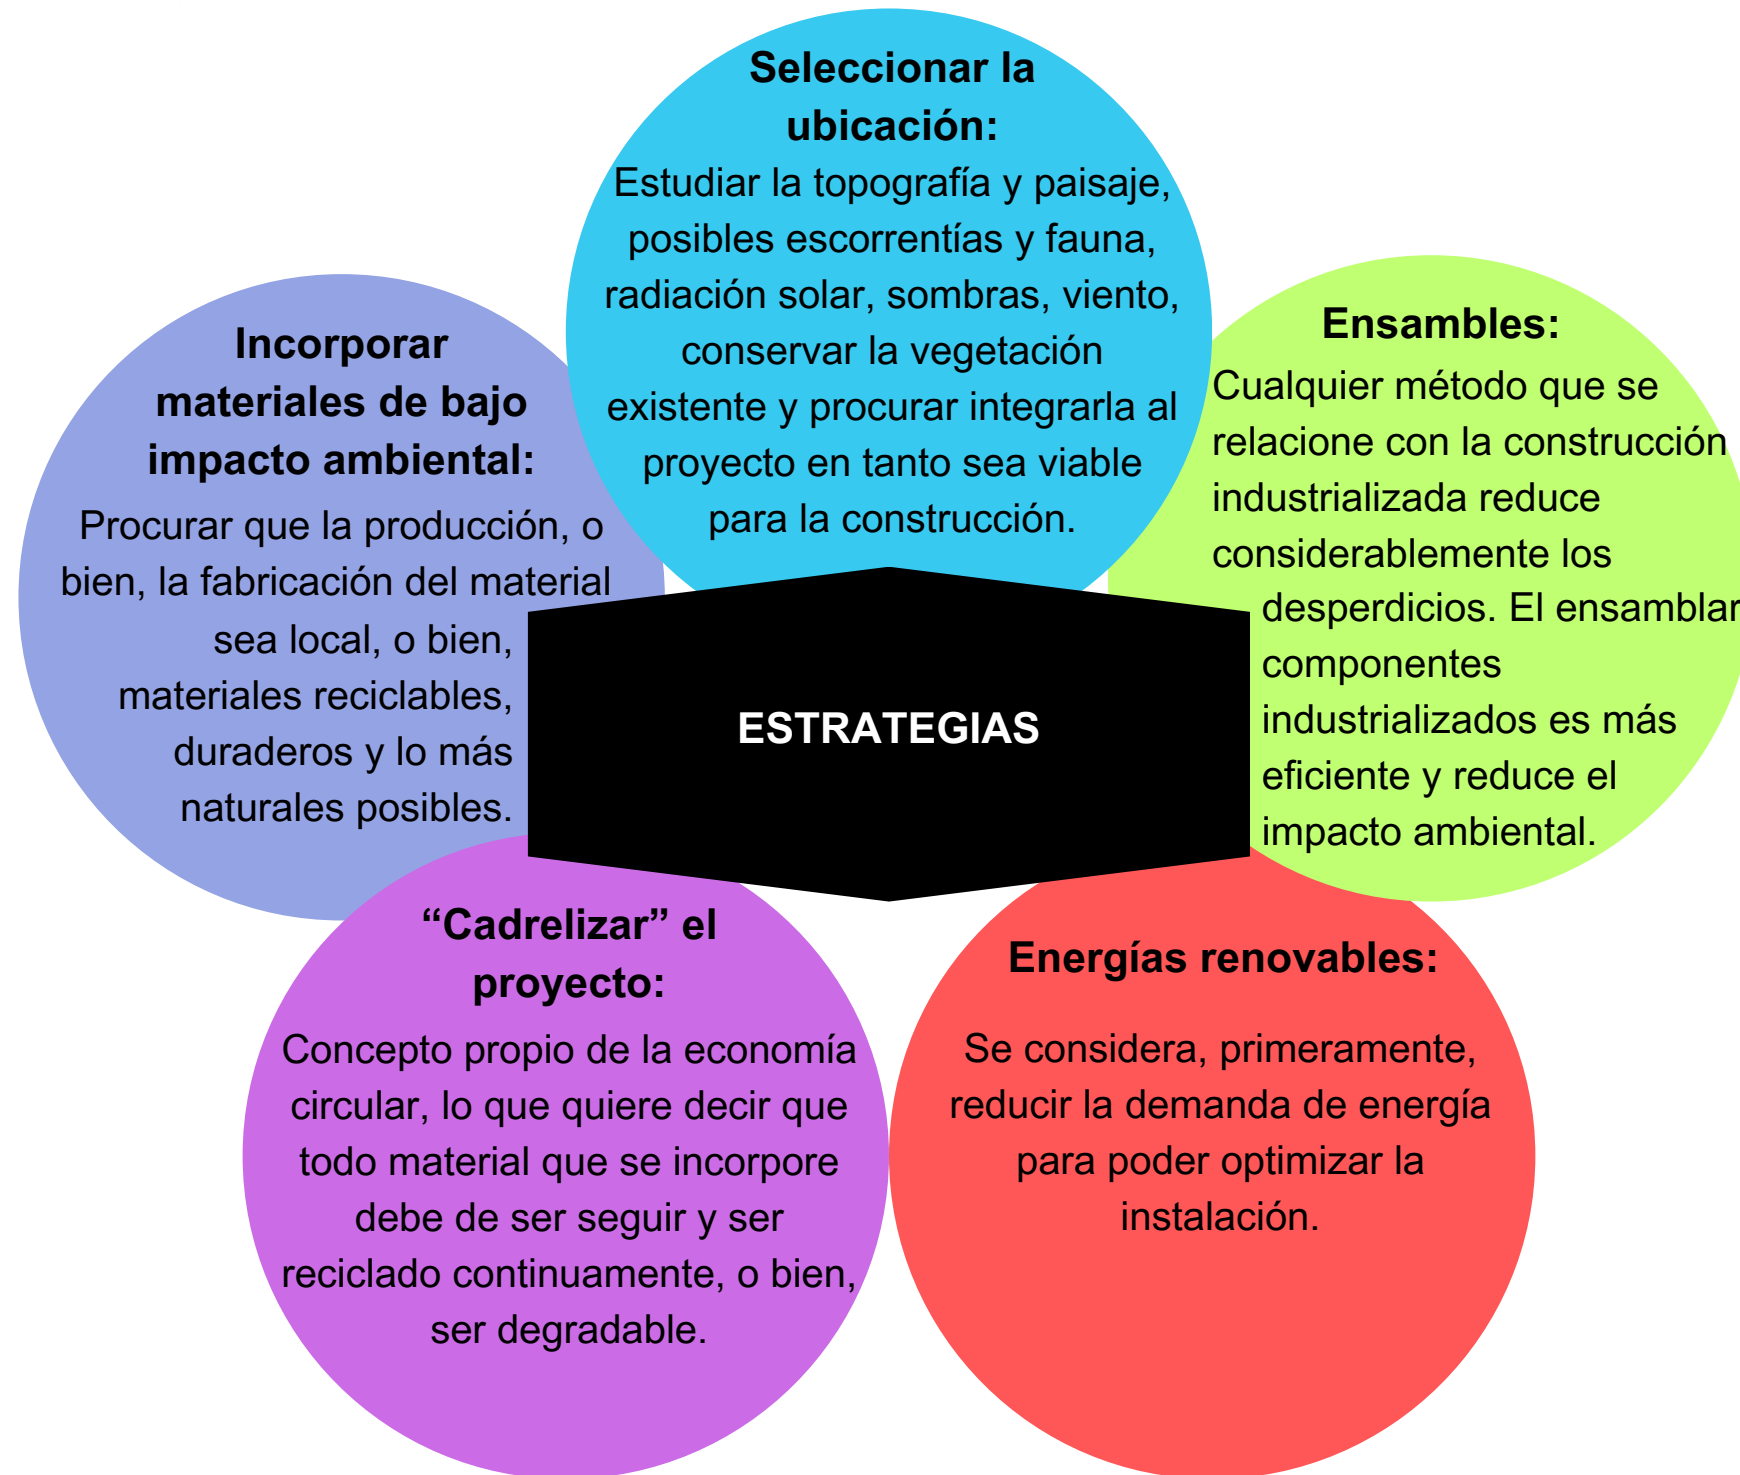 Seleccionar la
ubicación:
Estudiar la topografía y paisaje,
posibles escorrentías y fauna,
radiación solar, sombras, viento,
conservar la vegetación
existente y procurar integrarla al
proyecto en tanto sea viable
para la construcción.
Incorporar
materiales de bajo
impacto ambiental:
Procurar que la producción, o
bien, la fabricación del material
sea local, o bien,
materiales reciclables,
duraderos y lo más
naturales posibles.
Ensambles:
Cualquier método que se
relacione con la construcción
industrializada reduce
considerablemente los
desperdicios. El ensamblar
componentes
industrializados es más
eficiente y reduce el
impacto ambiental.
ESTRATEGIAS
“Cadrelizar” el
proyecto:
Concepto propio de la economía
circular, lo que quiere decir que
todo material que se incorpore
debe de ser seguir y ser
reciclado continuamente, o bien,
ser degradable.
Energías renovables:
Se considera, primeramente,
reducir la demanda de energía
para poder optimizar la
instalación.